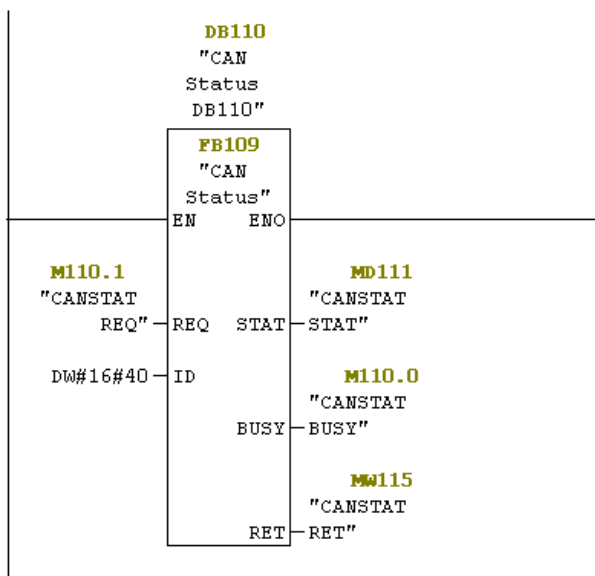 DB110
"CAN
Status
DB110"
FB109
"CAN
Status"
EN ENO
M110.1 MD111
"CANSTAT "CANSTAT
REQ" REQ STAT STAT"
DW#16#40 ID M110.0
"CANSTAT
BUSY BUSY"
MW115
"CANSTAT
RET RET"